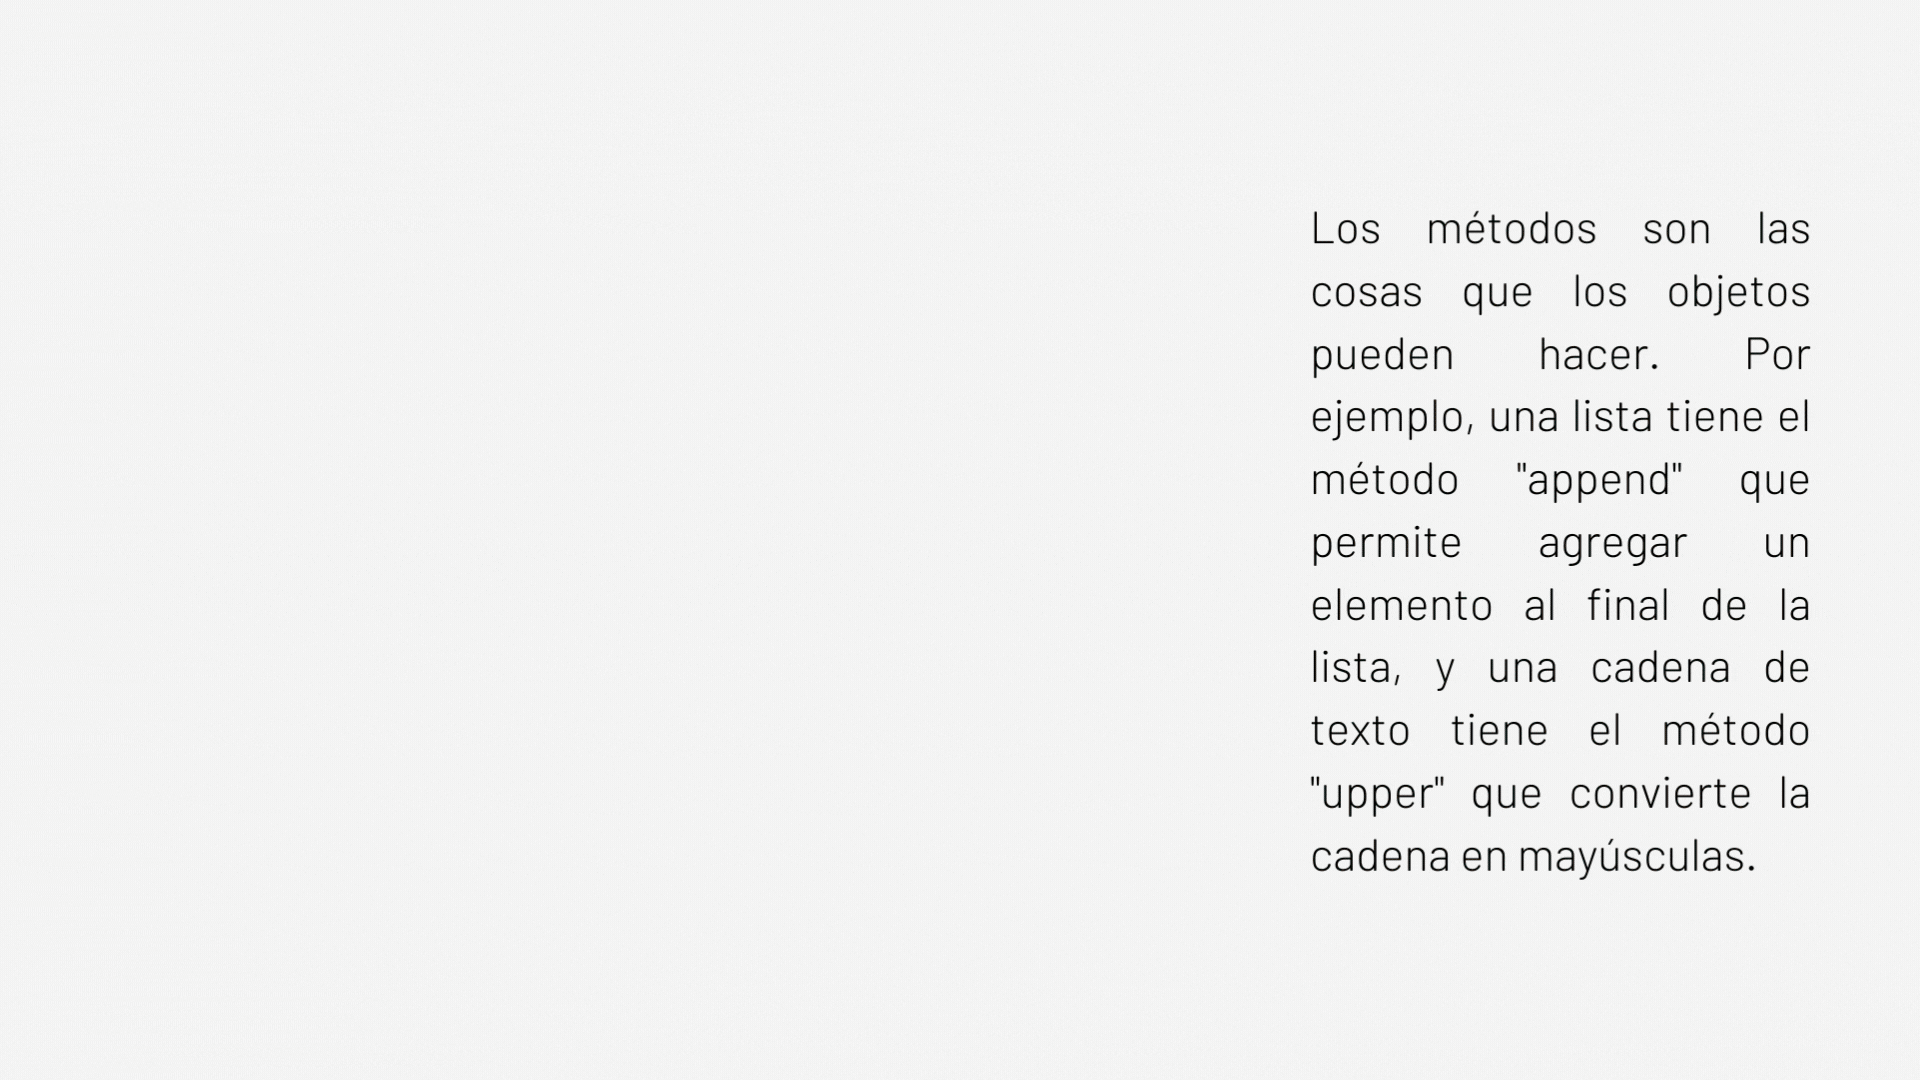 Los métodos son las
cosas que los objetos
pueden hacer. Por
ejemplo, una lista tiene el
método "append" que
permite agregar un
elemento al final de la
lista, y una cadena de
texto tiene el método
"upper" que convierte la
cadena en mayúsculas.